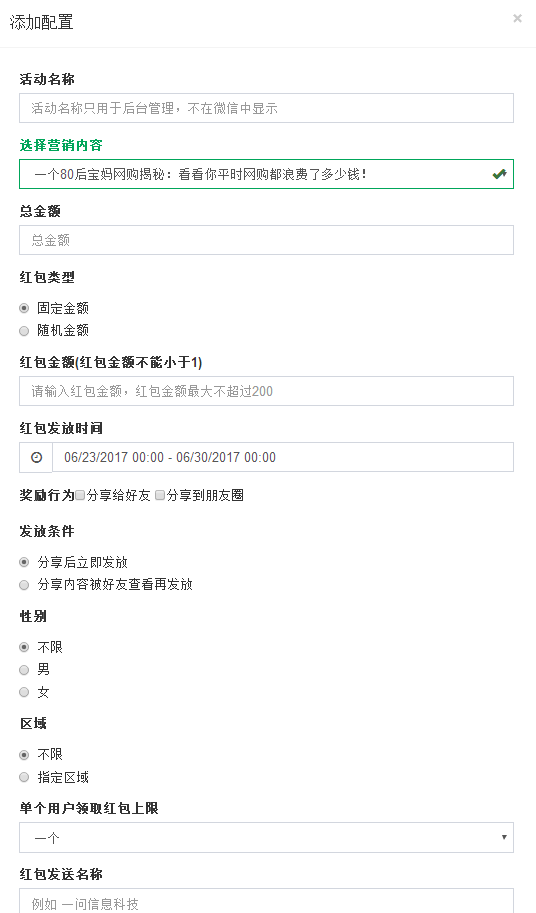 添加配置
×
活动名称
活动名称只用于后台管理，不在微信中显示
选择营销内容
一个80后宝妈网购揭秘：看看你平时网购都浪费了多少钱！
总金额
总金额
红包类型
固定金额
随机金额
红包金额(红包金额不能小于1)
请输入红包金额，红包金额最大不超过200
红包发放时间
06/23/2017 00:00 - 06/30/2017 00:00
奖励行为 分享给好友 分享到朋友圈
发放条件
分享后立即发放
分享内容被好友查看再发放
性别
不限
男
女
区域
不限
指定区域
单个用户领取红包上限
一个
红包发送名称
例如 一问信息科技